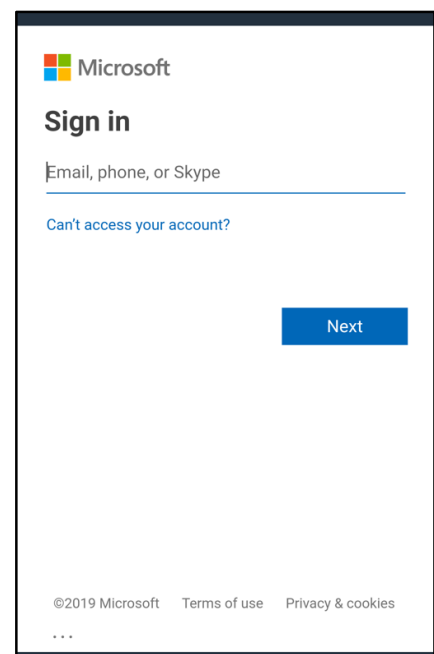 Microsoft
Sign in
Email, phone, or Skype
Can't access your account?
Next
©2019 Microsoft Terms of use Privacy & cookies
...